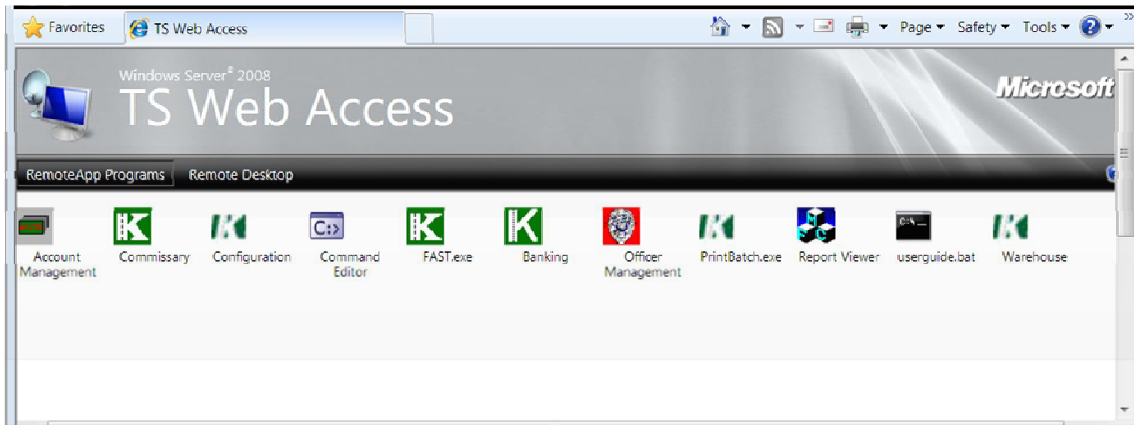 Favorites TS Web Access Page Safety Tools
Windows Server® 2008
TS Web Access
Microsoft
RemoteApp Programs Remote Desktop
C:>
C:\_
Account Management
Commissary
Configuration
Command Editor
FAST.exe
Banking
Officer Management
PrintBatch.exe
Report Viewer
userguide.bat
Warehouse